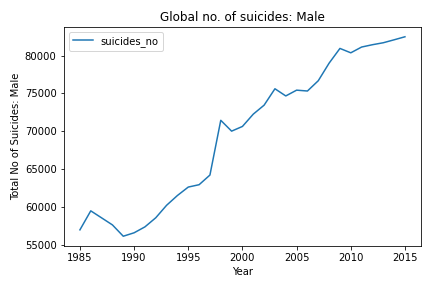 Global no. of suicides: Male
suicides_no
Total No of Suicides: Male
80000
75000
70000
65000
60000
55000
1985 1990 1995 2000 2005 2010 2015
Year